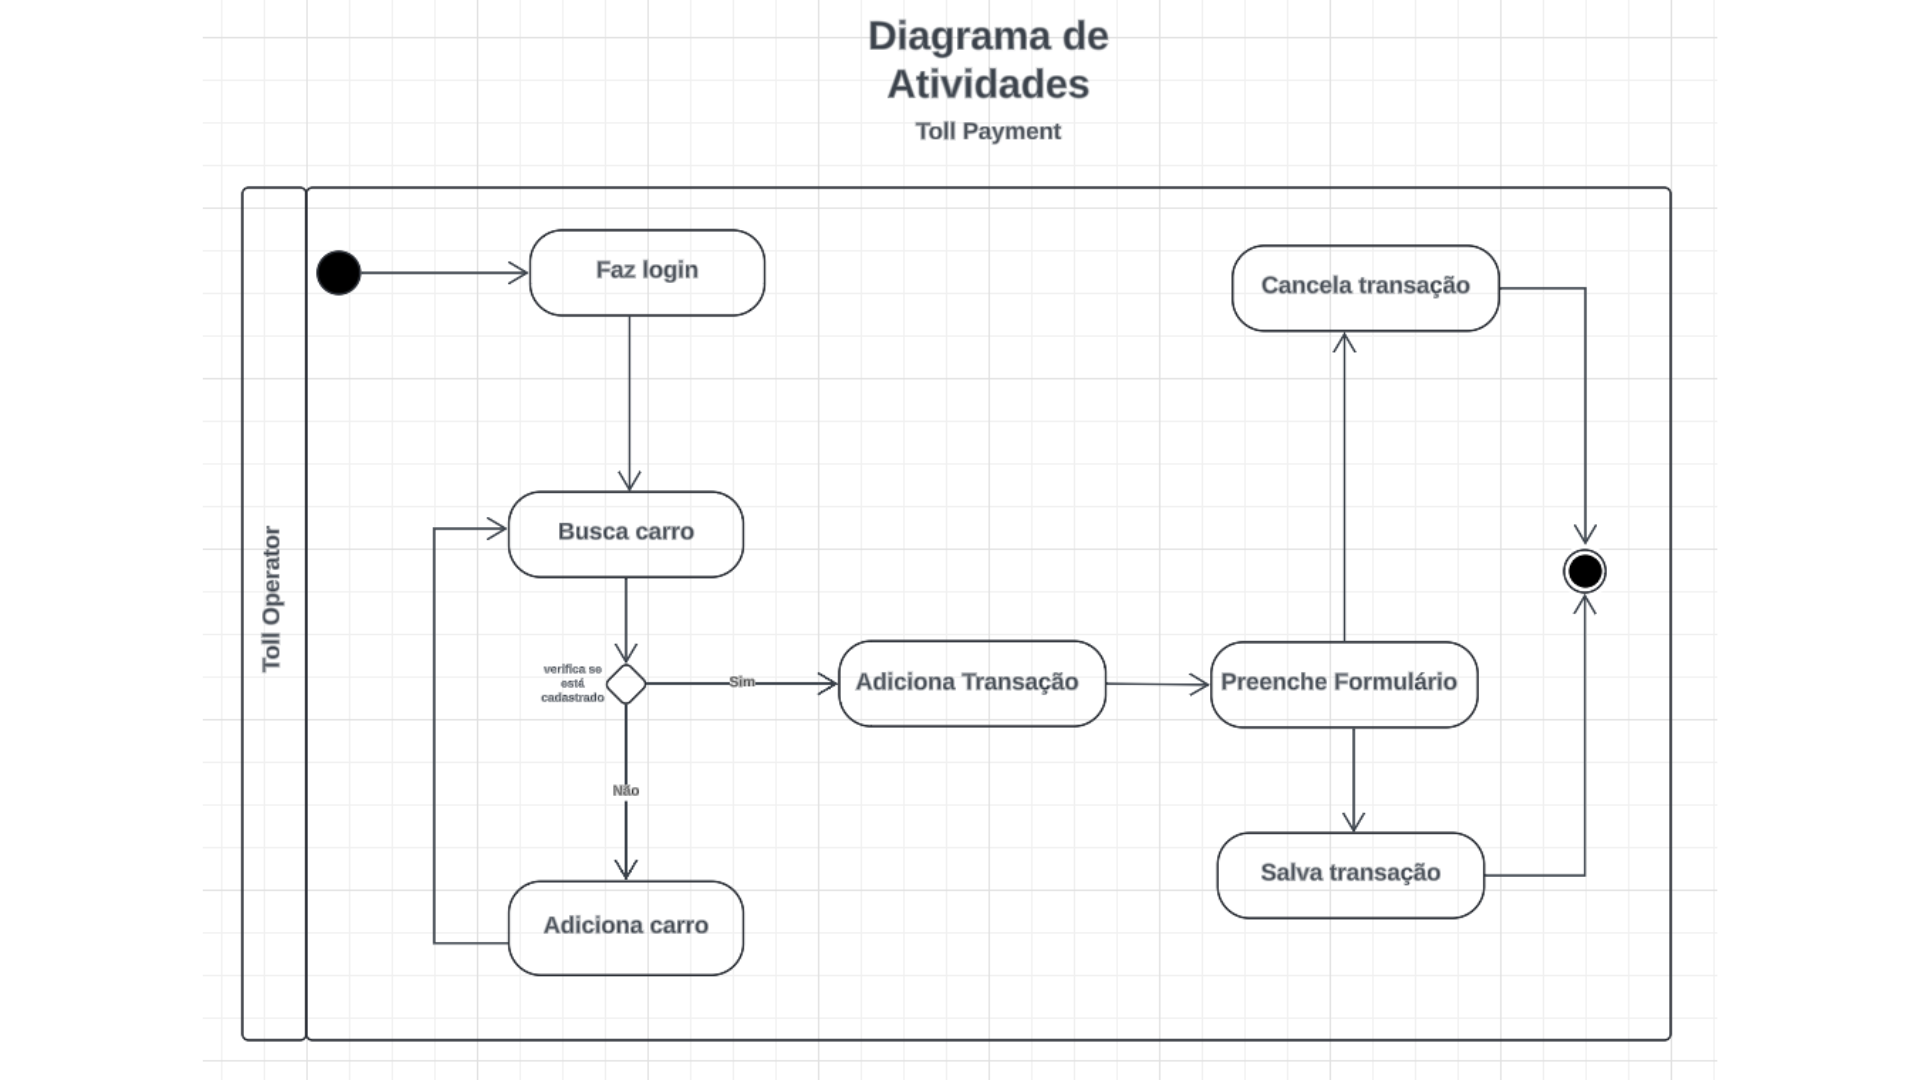 Diagrama de
Atividades
Toll Payment
Toll Operator
Faz login
Cancela transação
Busca carro
verifica se
está
cadastrado
Sim
Adiciona Transação
Preenche Formulário
Não
Salva transação
Adiciona carro